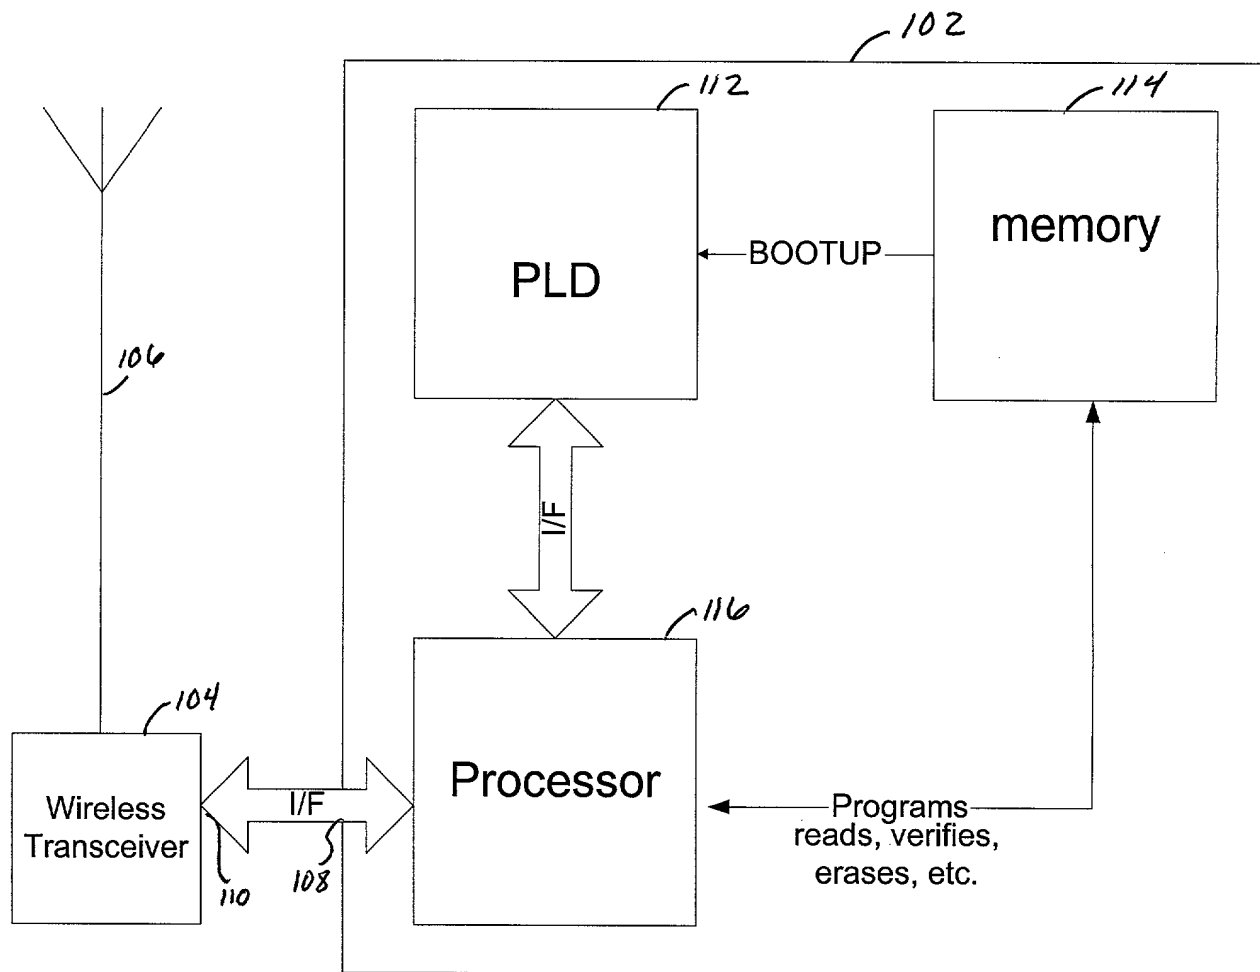 102
112
114
memory
BOOTUP
PLD
106
I/F
116
104
Processor
Wireless
Transceiver
I/F
Programs
reads, verifies,
erases, etc.
110
108